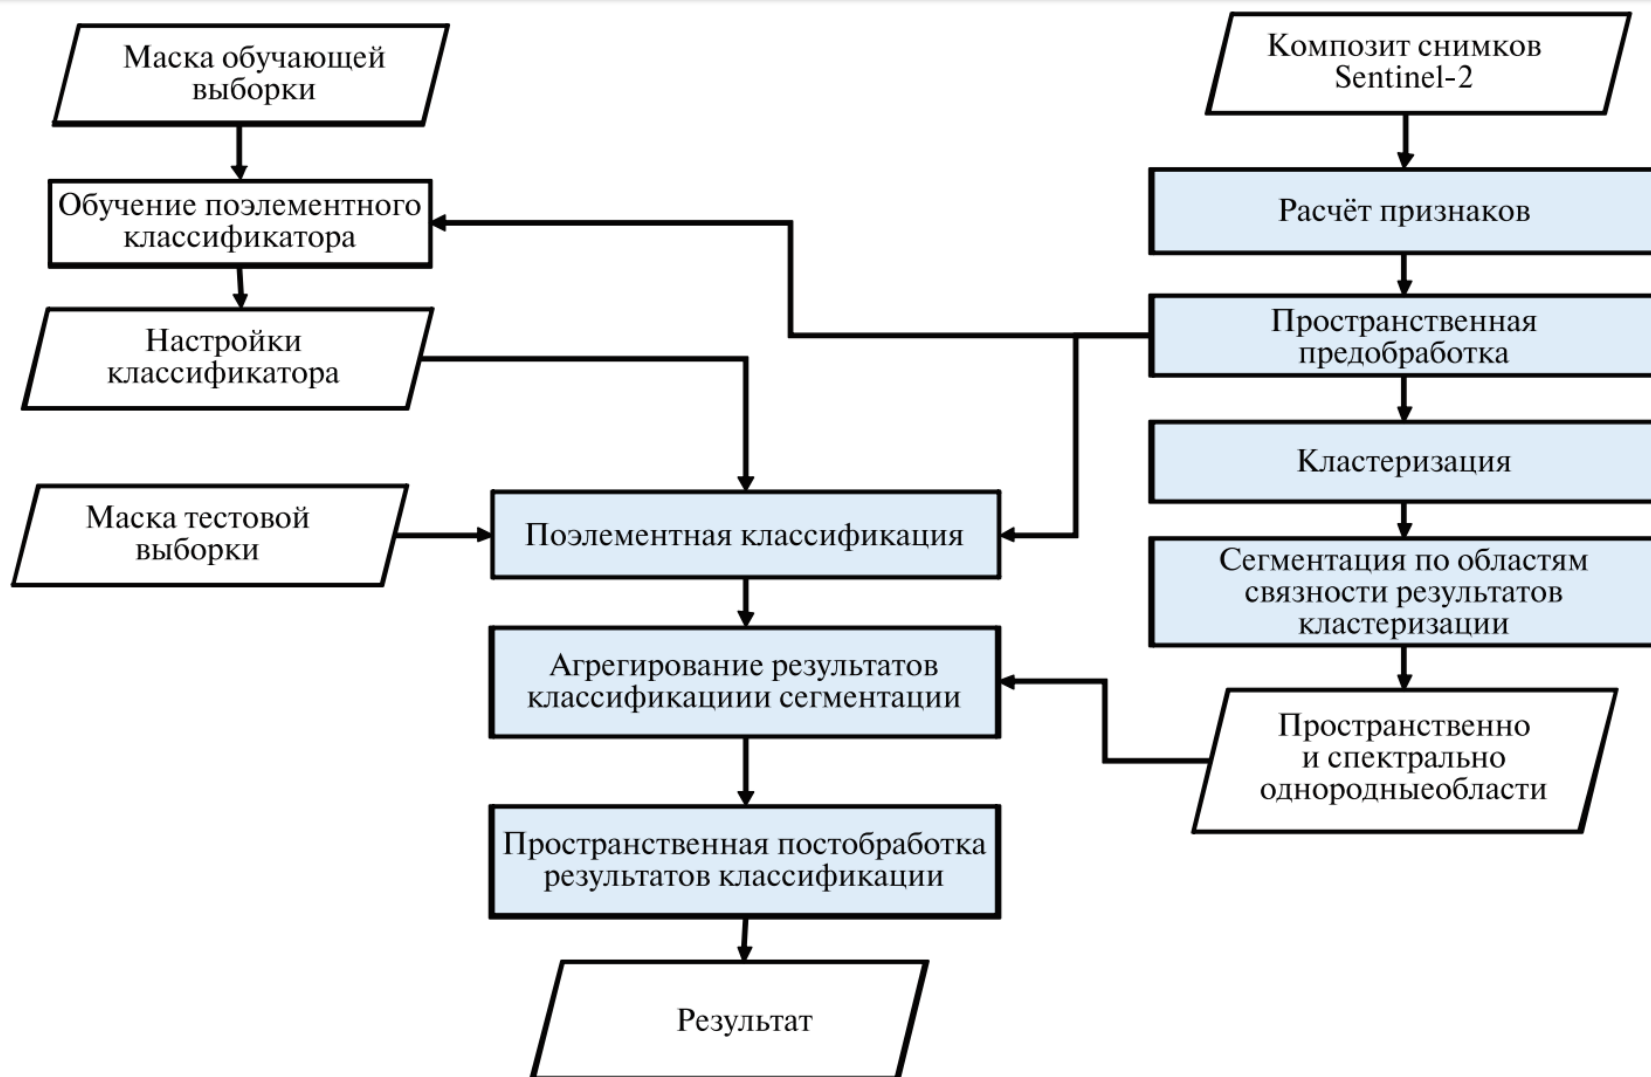 Маска обучающей
выборки
Композит снимков
Sentinel-2
Обучение поэлементного
классификатора
Расчёт признаков
Настройки
классификатора
Пространственная
предобработка
Кластеризация
Маска тестовой
выборки
Поэлементная классификация
Сегментация по областям
связности результатов
кластеризации
Агрегирование результатов
классификациии сегментации
Пространственно
и спектрально
однородныеобласти
Пространственная постобработка
результатов классификации
Результат